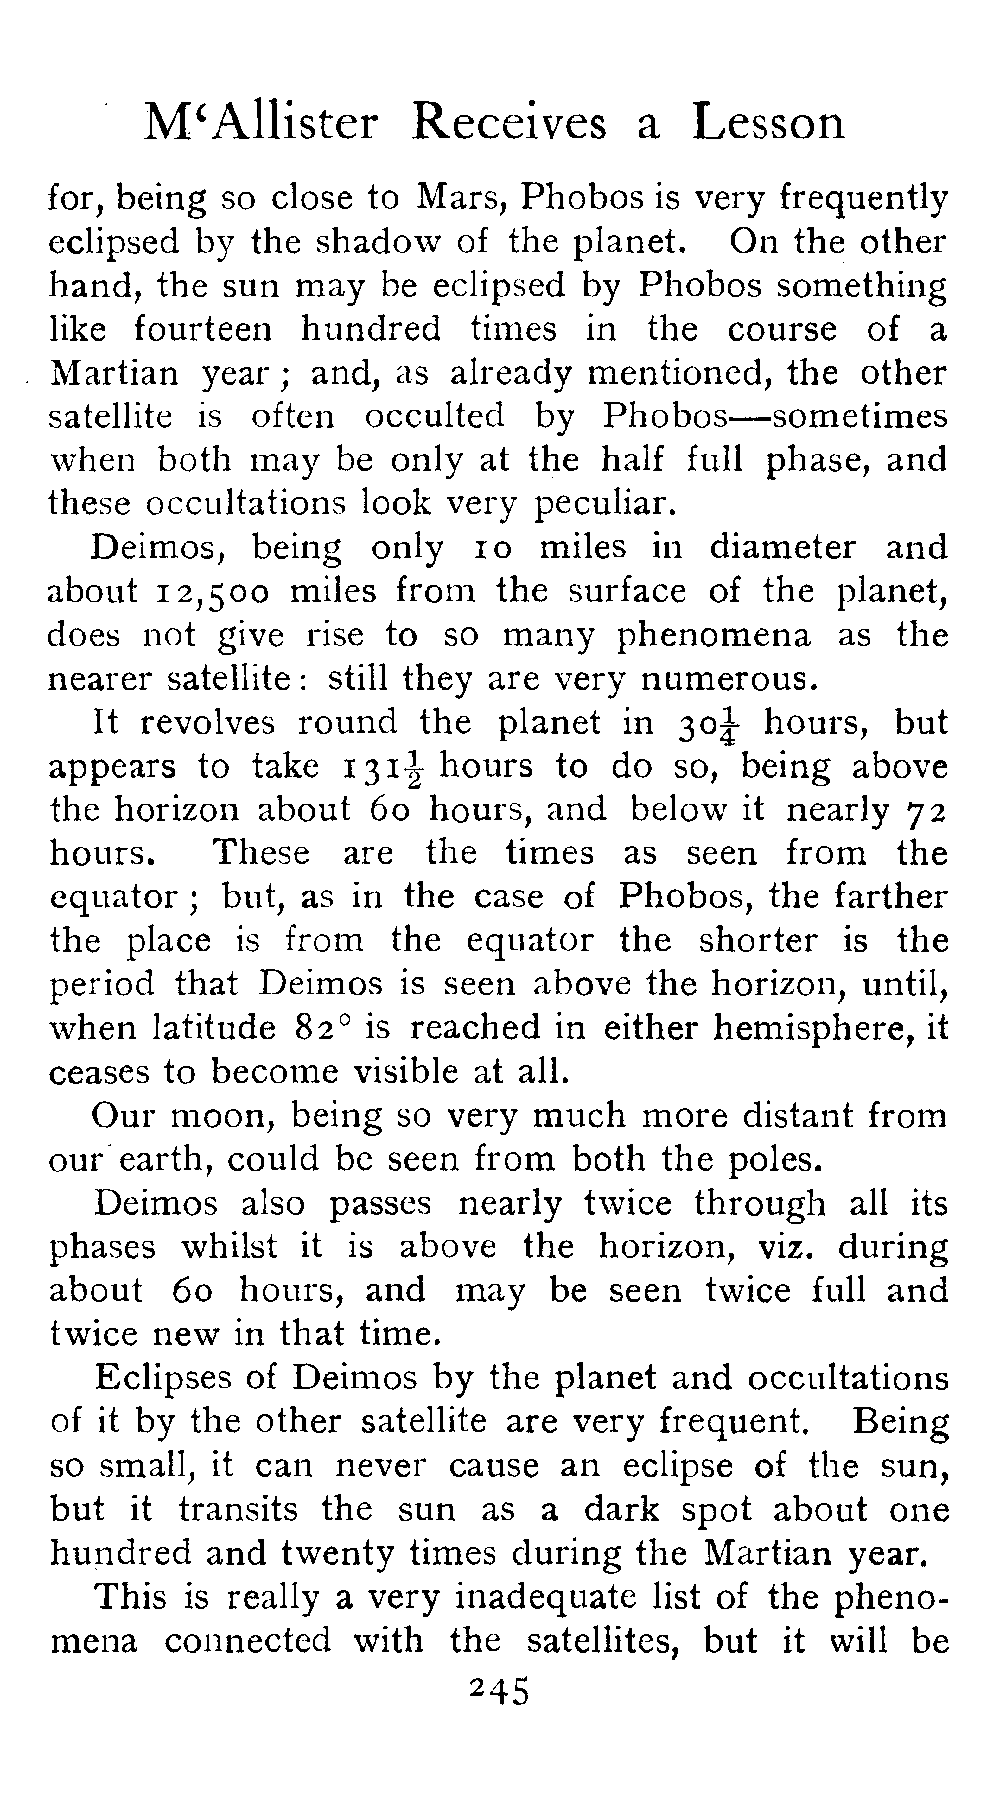 M‘Allister Receives a Lesson
for, being so close to Mars, Phobos is very frequently
eclipsed by the shadow of the planet. On the other
hand, the sun may be eclipsed by Phobos something
like fourteen hundred times in the course of a
Martian year ; and, as already mentioned, the other
satellite is often occulted by Phobos—sometimes
when both may be only at the half full phase, and
these occultations look very peculiar.
Deimos, being only 10 miles in diameter and
about 12,500 miles from the surface of the planet,
does not give rise to so many phenomena as the
nearer satellite : still they are very numerous.
It revolves round the planet in 30¼ hours, but
appears to take 131½ hours to do so, being above
the horizon about 60 hours, and below it nearly 72
hours. These are the times as seen from the
equator ; but, as in the case of Phobos, the farther
the place is from the equator the shorter is the
period that Deimos is seen above the horizon, until,
when latitude 82° is reached in either hemisphere, it
ceases to become visible at all.
Our moon, being so very much more distant from
our earth, could be seen from both the poles.
Deimos also passes nearly twice through all its
phases whilst it is above the horizon, viz. during
about 60 hours, and may be seen twice full and
twice new in that time.
Eclipses of Deimos by the planet and occultations
of it by the other satellite are very frequent. Being
so small, it can never cause an eclipse of the sun,
but it transits the sun as a dark spot about one
hundred and twenty times during the Martian year.
This is really a very inadequate list of the pheno-
mena connected with the satellites, but it will be
245